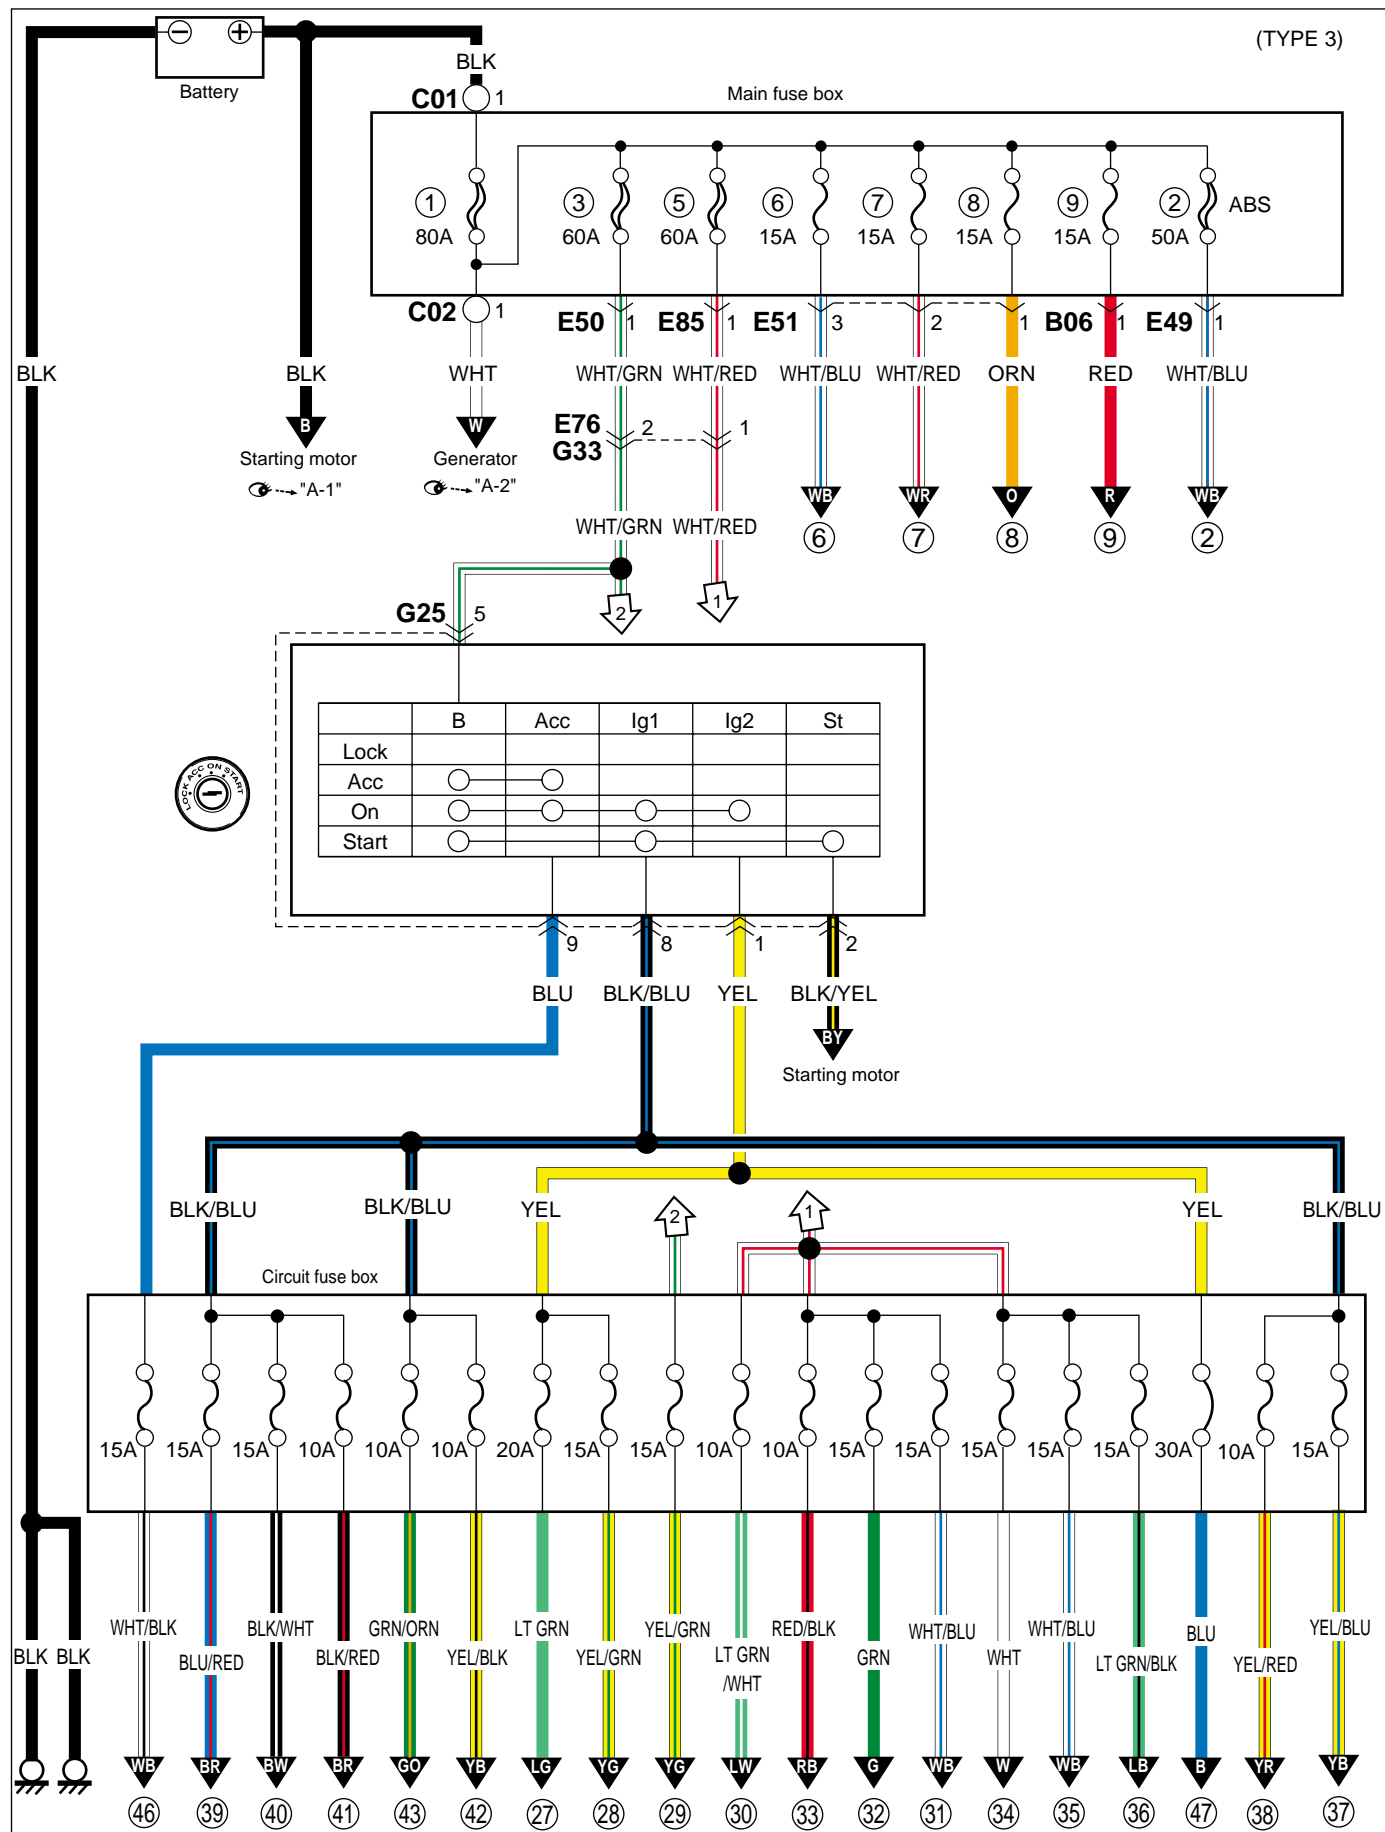 (TYPE 3)
− +
Battery
BLK
C01 1
Main fuse box
1 3 5 6 7 8 9 2 ABS
80A 60A 60A 15A 15A 15A 15A 50A
C02 1
E50 1 E85 1 E51 3 2 1 B06 1 E49 1
BLK BLK WHT WHT/GRN WHT/RED WHT/BLU WHT/RED ORN RED WHT/BLU
B W
E76 2 1
G33
Starting motor Generator
"A-1" "A-2"
WB WR O R WB
6 7 8 9 2
WHT/GRN WHT/RED
2 1
G25 5
B Acc Ig1 Ig2 St
Lock
Acc
On
Start
LOCK ACC ON START
9 8 1 2
BLU BLK/BLU YEL BLK/YEL
BY
Starting motor
BLK/BLU BLK/BLU YEL 2 1 YEL BLK/BLU
Circuit fuse box
15A 15A 15A 10A 10A 10A 20A 15A 15A 10A 10A 15A 15A 15A 15A 15A 30A 10A 15A
WHT/BLK BLK/WHT GRN/ORN LT GRN YEL/GRN RED/BLK WHT/BLU WHT/BLU BLU YEL/BLU
BLK BLK BLU/RED BLK/RED YEL/BLK YEL/GRN LT GRN GRN WHT LT GRN/BLK YEL/RED
/WHT
WB BR BW BR GO YB LG YG YG LW RB G WB W WB LB B YR YB
46 39 40 41 43 42 27 28 29 30 33 32 31 34 35 36 47 38 37